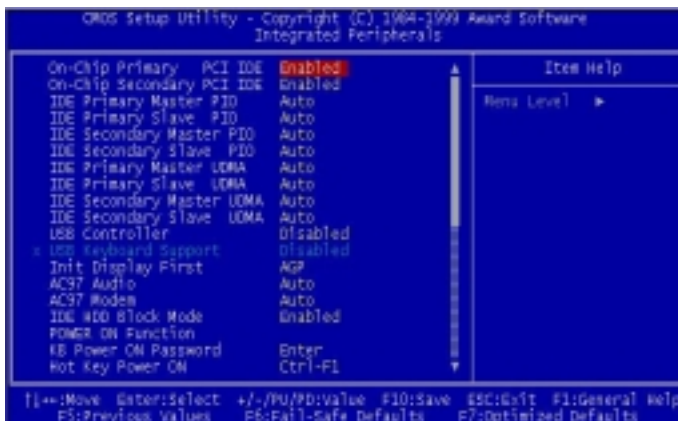 CMOS Setup Utility - Copyright (C) 1984-1999 Award Software
Integrated Peripherals
On-Chip Primary PCI IDE Enabled
On-Chip Secondary PCI IDE Enabled
IDE Primary Master PIO Auto
IDE Primary Slave PIO Auto
IDE Secondary Master PIO Auto
IDE Secondary Slave PIO Auto
IDE Primary Master UDMA Auto
IDE Primary Slave UDMA Auto
IDE Secondary Master UDMA Auto
IDE Secondary Slave UDMA Auto
USB Controller Disabled
x USB Keyboard Support Disabled
Init Display First AGP
AC97 Audio Auto
AC97 Modem Auto
IDE HDD Block Mode Enabled
POWER ON Function
KB Power ON Password Enter
Hot Key Power ON Ctrl-F1
Item Help
Menu Level ►
↑↓→←:Move Enter:Select +/-/PU/PD:Value F10:Save ESC:Exit F1:General Help
F5:Previous Values F6:Fail-Safe Defaults F7:Optimized Defaults